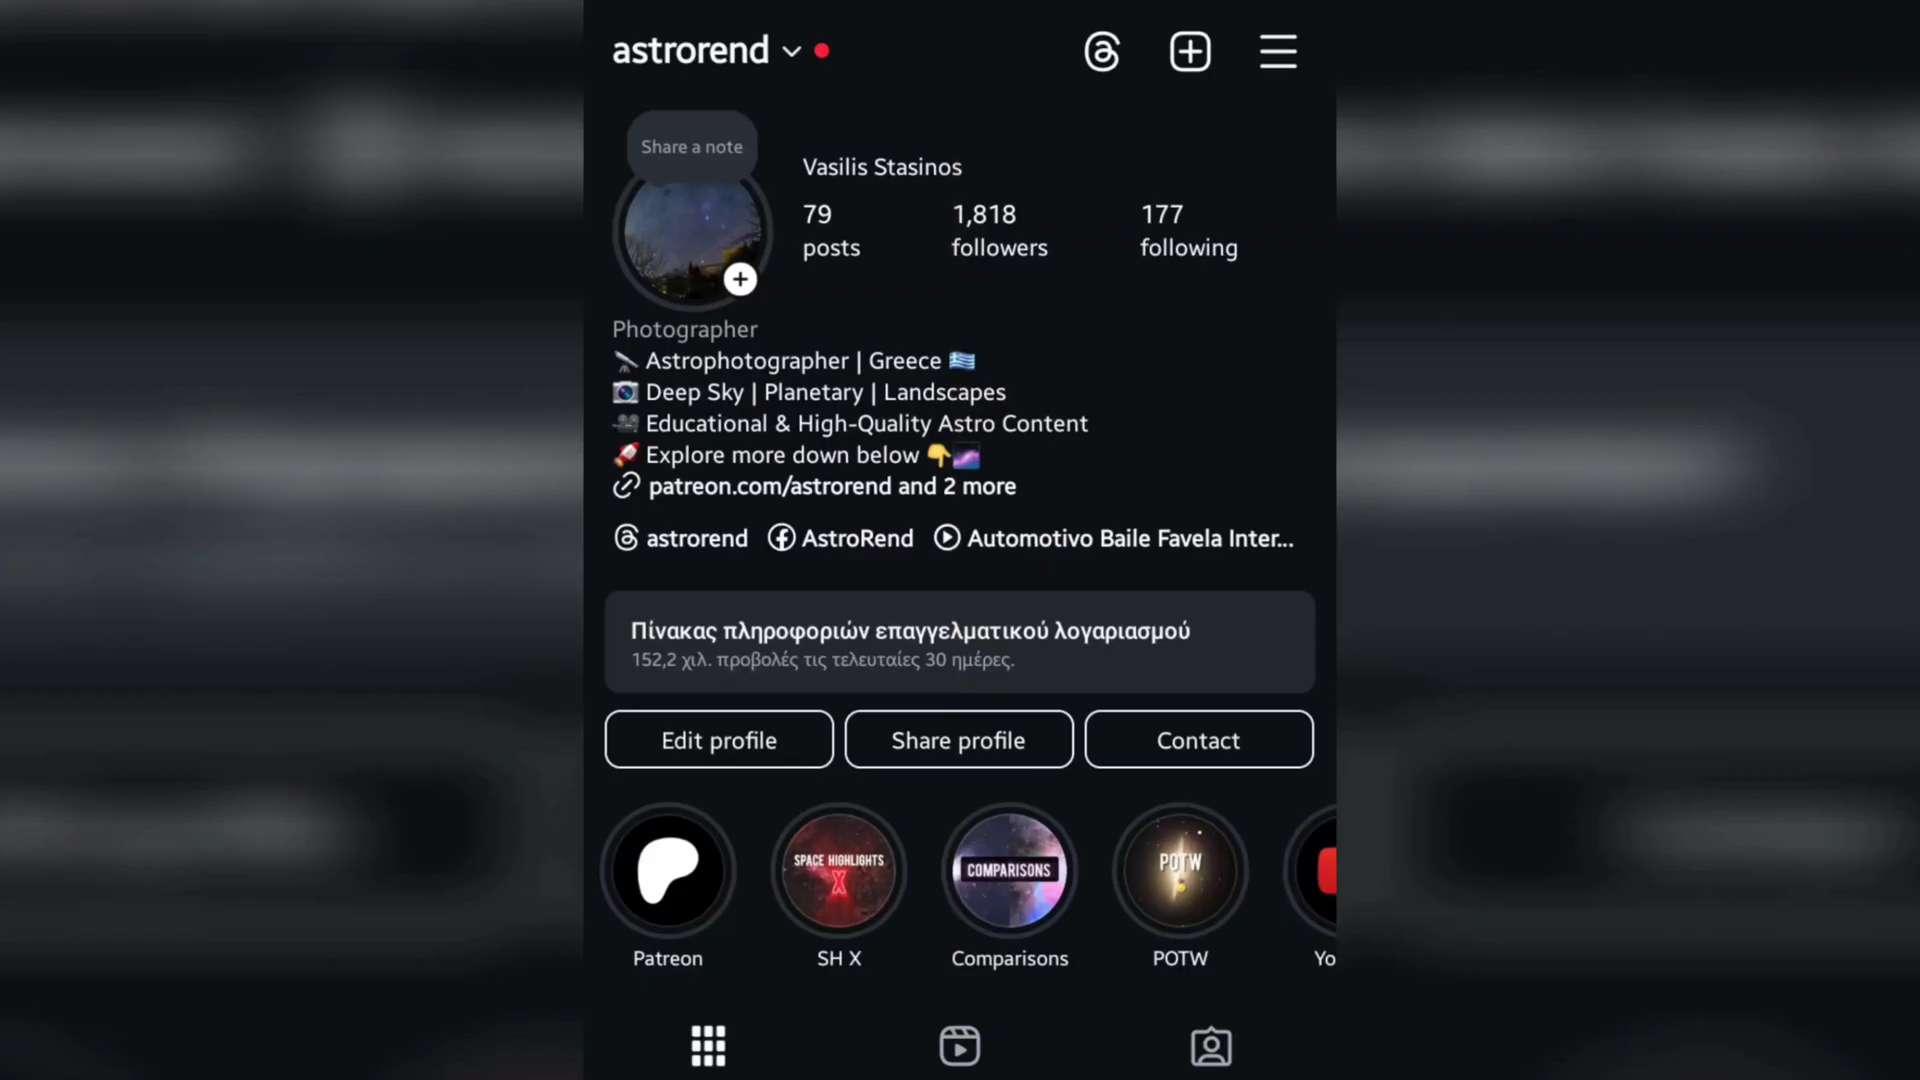 astrorend
Share a note
Vasilis Stasinos
79 1,818 177
posts followers following
Photographer
🔭 Astrophotographer | Greece 🇬🇷
📷 Deep Sky | Planetary | Landscapes
🎥 Educational & High-Quality Astro Content
🚀 Explore more down below 👇🌌
patreon.com/astrorend and 2 more
astrorend AstroRend Automotivo Baile Favela Inter...
Πίνακας πληροφοριών επαγγελματικού λογαριασμού
152,2 χιλ. προβολές τις τελευταίες 30 ημέρες.
Edit profile Share profile Contact
SPACE HIGHLIGHTS
X
COMPARISONS
POTW
Patreon SH X Comparisons POTW Yo